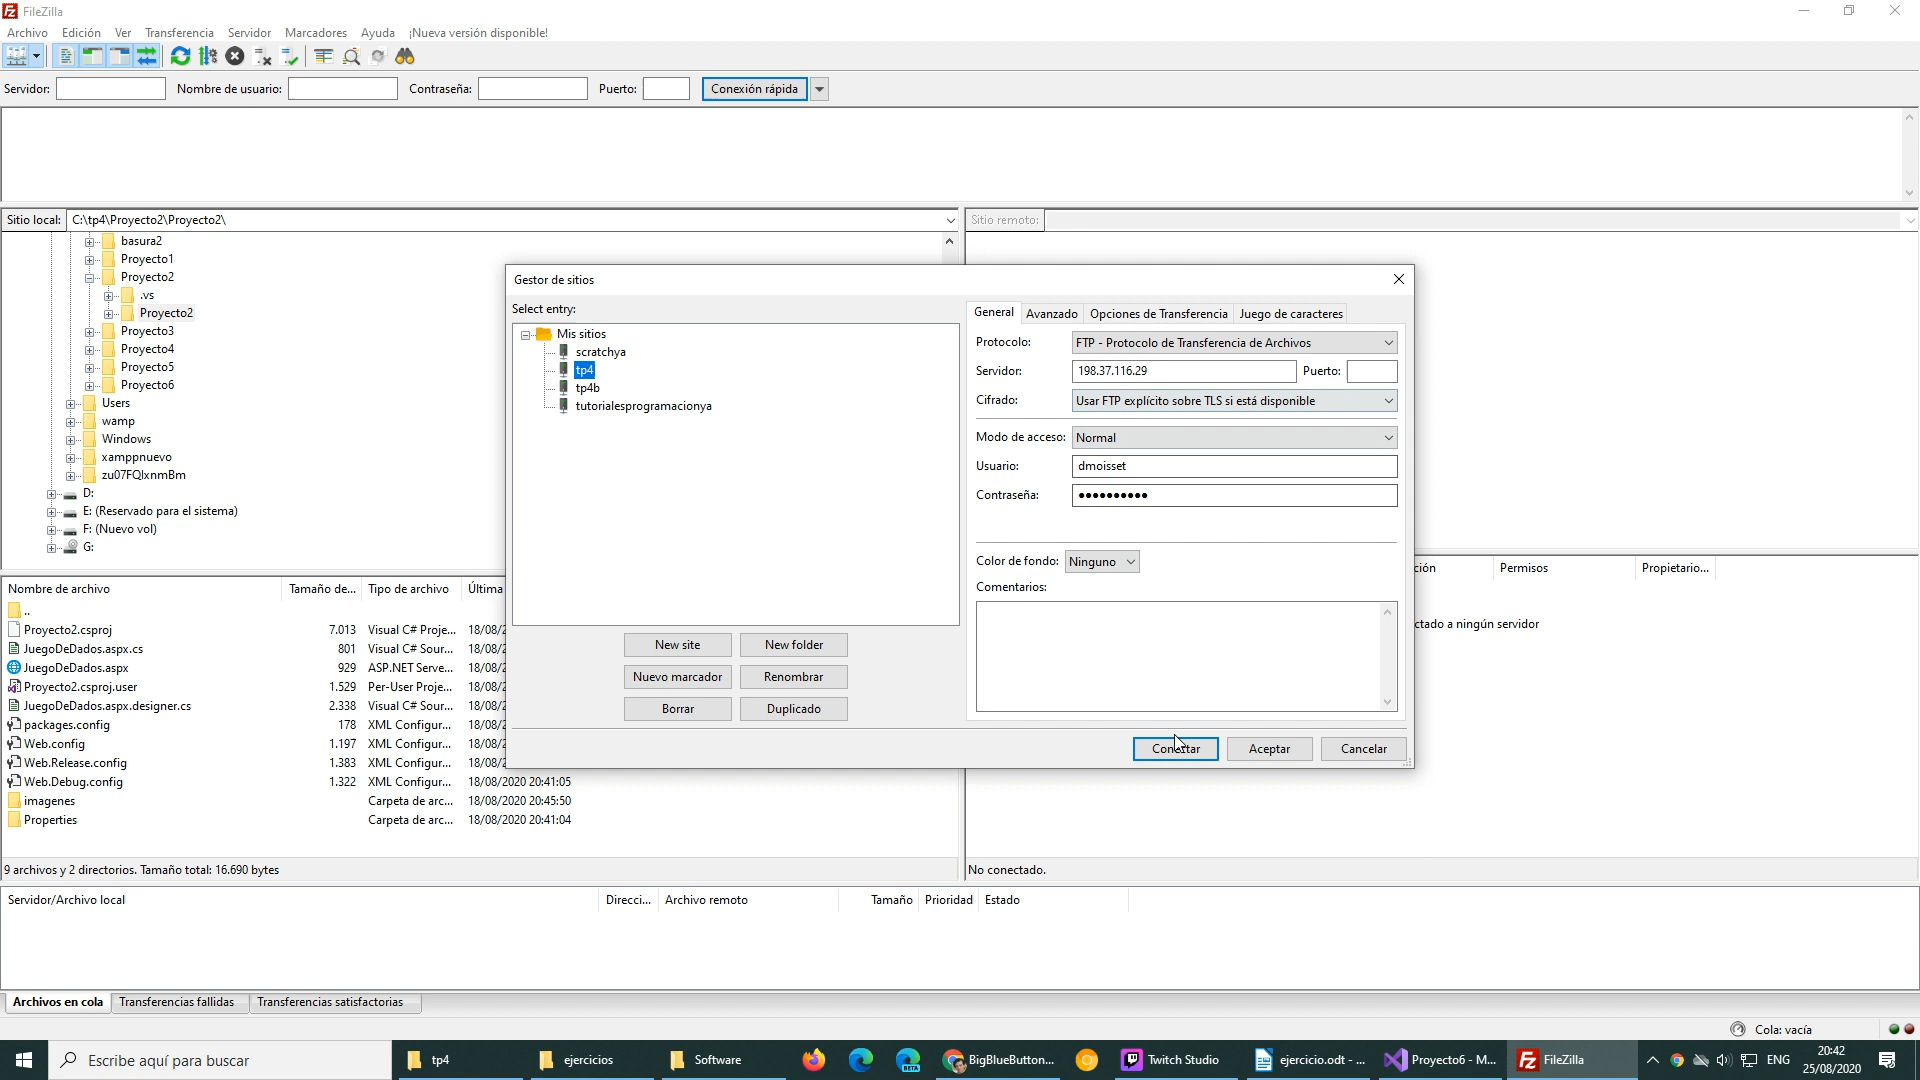 FileZilla
Archivo Edición Ver Transferencia Servidor Marcadores Ayuda ¡Nueva versión disponible!
Servidor: Nombre de usuario: Contraseña: Puerto: Conexión rápida
Sitio local: C:\tp4\Proyecto2\Proyecto2\
Sitio remoto:
basura2
Proyecto1
Proyecto2
.vs
Proyecto2
Proyecto3
Proyecto4
Proyecto5
Proyecto6
Users
wamp
Windows
xamppnuevo
zu07FQlxnmBm
D:
E: (Reservado para el sistema)
F: (Nuevo vol)
G:
Gestor de sitios
Select entry:
Mis sitios
scratchya
tp4
tp4b
tutorialesprogramacionya
New site New folder
Nuevo marcador Renombrar
Borrar Duplicado
General Avanzado Opciones de Transferencia Juego de caracteres
Protocolo: FTP - Protocolo de Transferencia de Archivos
Servidor: 198.37.116.29 Puerto:
Cifrado: Usar FTP explícito sobre TLS si está disponible
Modo de acceso: Normal
Usuario: dmoisset
Contraseña: ●●●●●●●●●●
Color de fondo: Ninguno
Comentarios:
Conectar Aceptar Cancelar
ción Permisos Propietario...
ctado a ningún servidor
Nombre de archivo Tamaño de... Tipo de archivo Última
..
Proyecto2.csproj 7.013 Visual C# Proje... 18/08/2
JuegoDeDados.aspx.cs 801 Visual C# Sour... 18/08/2
JuegoDeDados.aspx 929 ASP.NET Serve... 18/08/2
Proyecto2.csproj.user 1.529 Per-User Proje... 18/08/2
JuegoDeDados.aspx.designer.cs 2.338 Visual C# Sour... 18/08/2
packages.config 178 XML Configur... 18/08/2
Web.config 1.197 XML Configur... 18/08/2
Web.Release.config 1.383 XML Configur... 18/08/2
Web.Debug.config 1.322 XML Configur... 18/08/2020 20:41:05
imagenes Carpeta de arc... 18/08/2020 20:45:50
Properties Carpeta de arc... 18/08/2020 20:41:04
9 archivos y 2 directorios. Tamaño total: 16.690 bytes
No conectado.
Servidor/Archivo local Direcci... Archivo remoto Tamaño Prioridad Estado
Archivos en cola Transferencias fallidas Transferencias satisfactorias
Cola: vacía
Escribe aquí para buscar
tp4
ejercicios
Software
BETA
BigBlueButton...
Twitch Studio
ejercicio.odt - ...
Proyecto6 - M...
FileZilla
ENG
20:42
25/08/2020